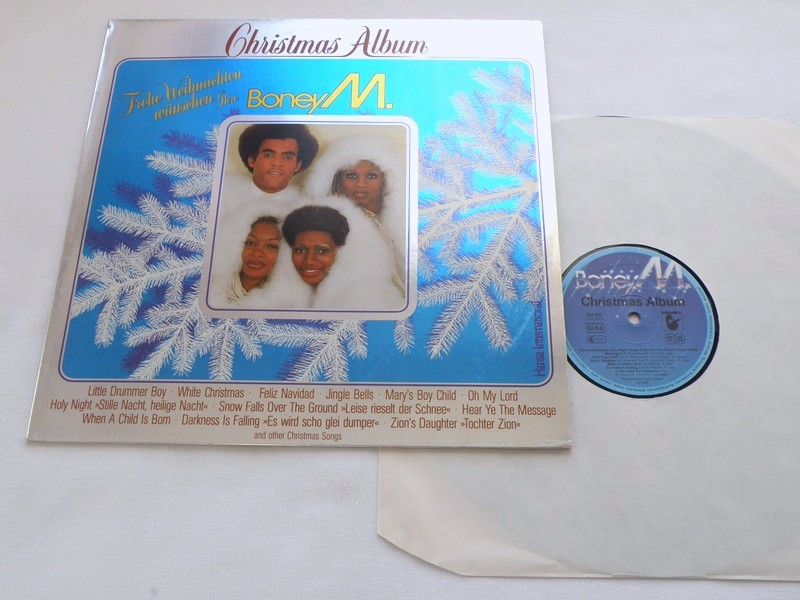 Christmas Album
Frohe Weihnachten
wünschen Ihre Boney M.
Hansa International
Little Drummer Boy · White Christmas · Feliz Navidad · Jingle Bells · Mary's Boy Child · Oh My Lord
Holy Night »Stille Nacht, heilige Nacht« · Snow Falls Over The Ground »Leise rieselt der Schnee« · Hear Ye The Message
When A Child Is Born · Darkness Is Falling »Es wird scho glei dumper« · Zion's Daughter »Tochter Zion«
and other Christmas Songs
Boney M.
Christmas Album